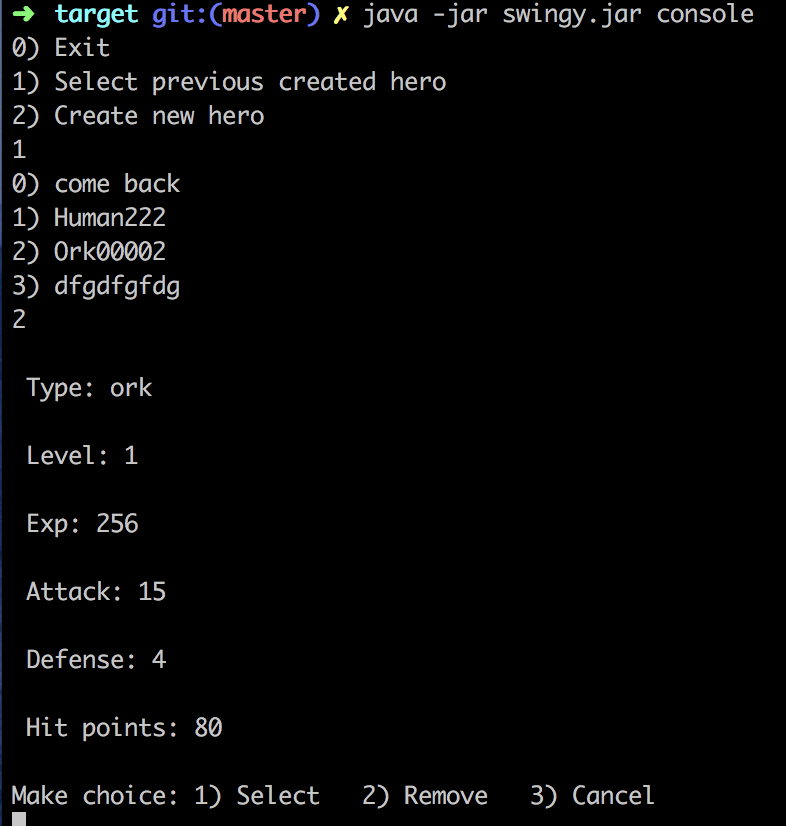 ➜ target git:(master) ✗ java -jar swingy.jar console
0) Exit
1) Select previous created hero
2) Create new hero
1
0) come back
1) Human222
2) Ork00002
3) dfgdfgfdg
2
Type: ork
Level: 1
Exp: 256
Attack: 15
Defense: 4
Hit points: 80
Make choice: 1) Select   2) Remove   3) Cancel